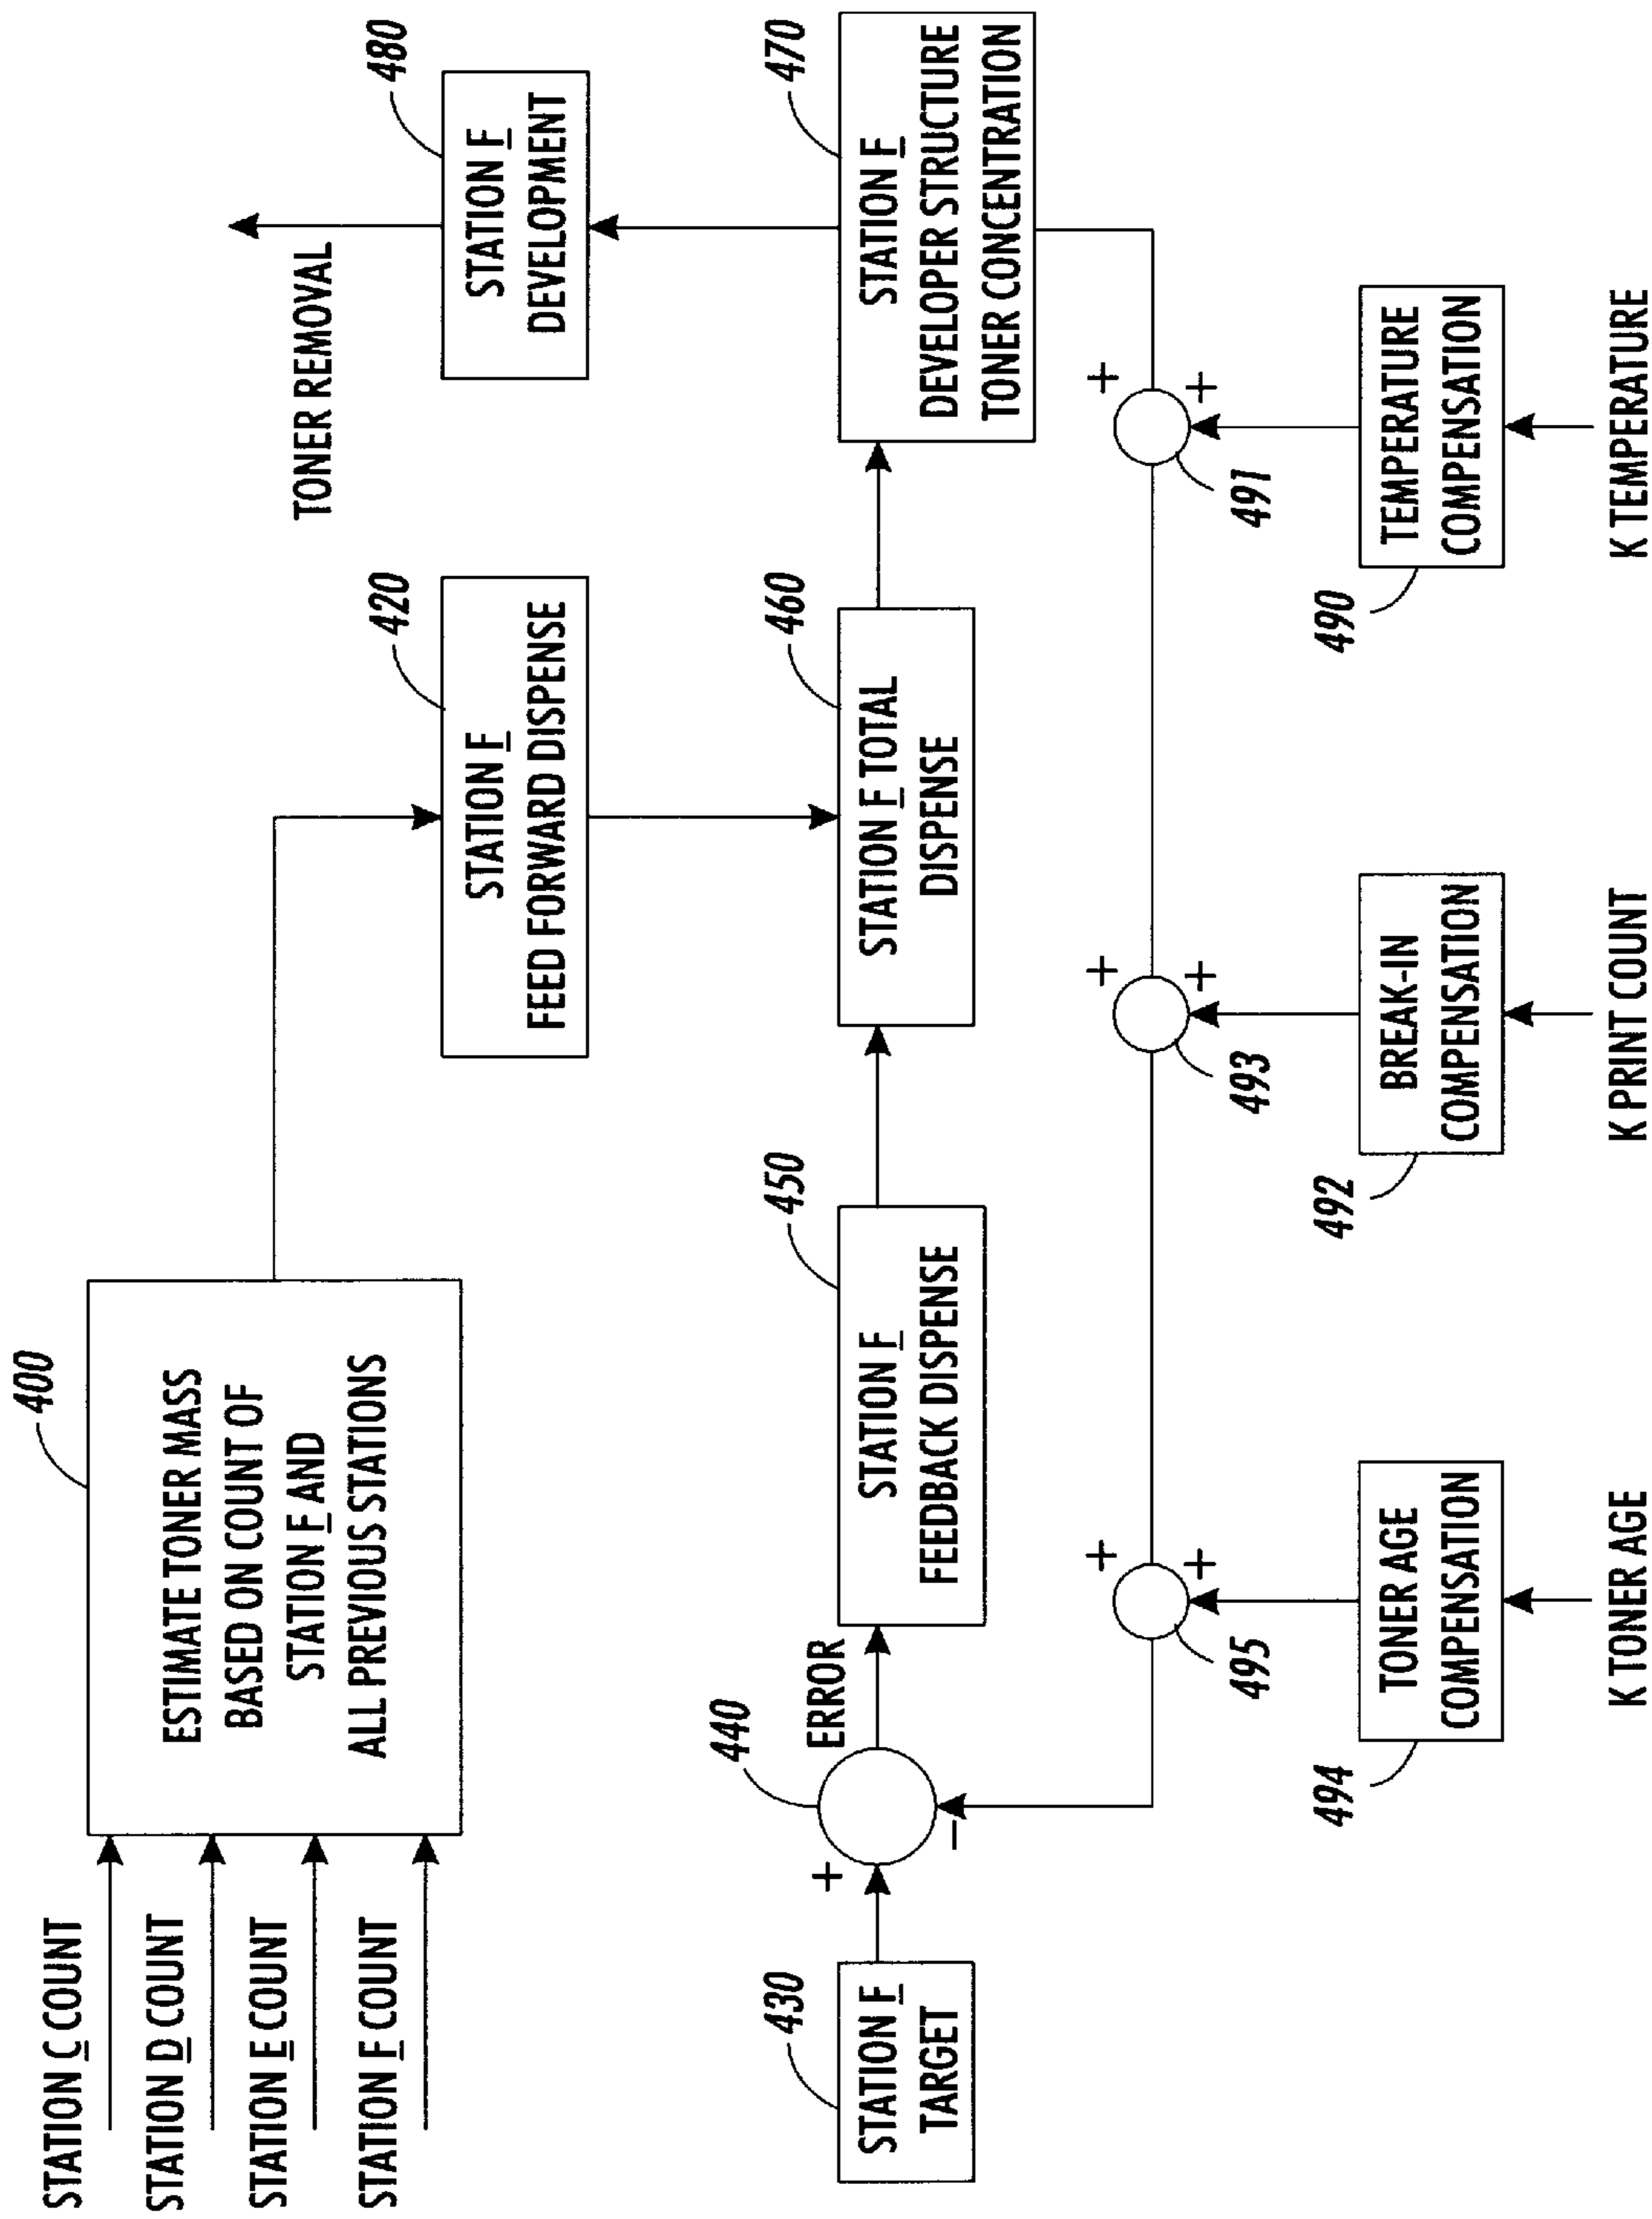 STATION C COUNT
STATION D COUNT
STATION E COUNT
STATION F COUNT
400
ESTIMATE TONER MASS
BASED ON COUNT OF
STATION F AND
ALL PREVIOUS STATIONS
420
STATION F
FEED FORWARD DISPENSE
TONER REMOVAL
480
STATION F
DEVELOPMENT
430
STATION F
TARGET
+
−
440
ERROR
450
STATION F
FEEDBACK DISPENSE
460
STATION F TOTAL
DISPENSE
470
STATION F
DEVELOPER STRUCTURE
TONER CONCENTRATION
+
+
495
+
+
493
+
+
491
494
TONER AGE
COMPENSATION
K TONER AGE
492
BREAK-IN
COMPENSATION
K PRINT COUNT
490
TEMPERATURE
COMPENSATION
K TEMPERATURE